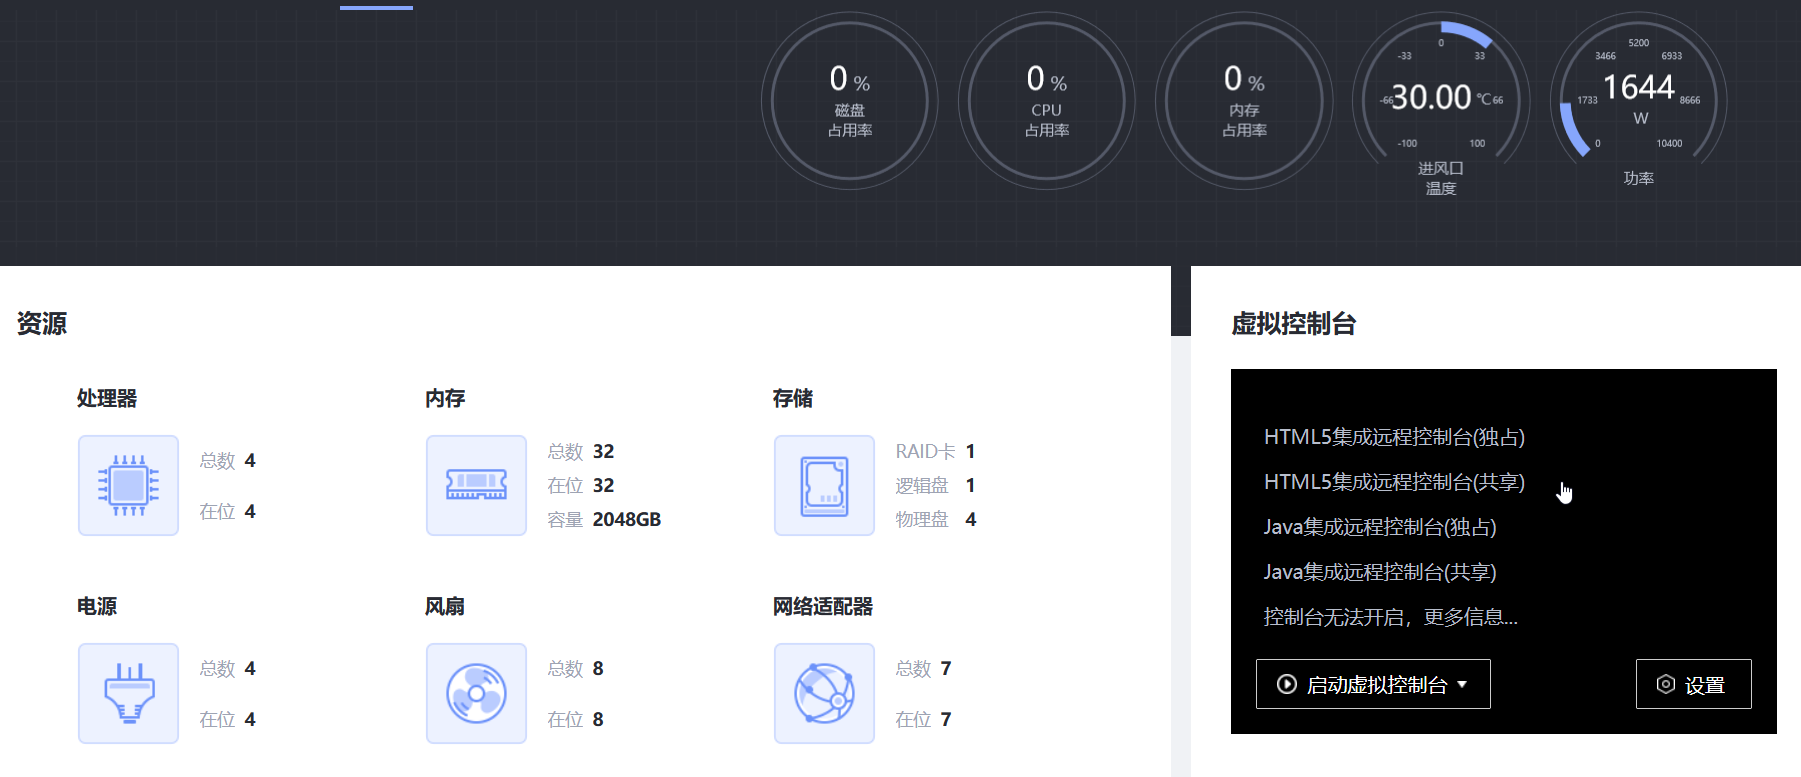 0 %
磁盘
占用率
0 %
CPU
占用率
0 %
内存
占用率
0
-33
33
-66
30.00 ℃
66
-100
100
进风口
温度
5200
3466
6933
1644
1733
8666
W
0
10400
功率
资源
处理器
总数 4
在位 4
内存
总数 32
在位 32
容量 2048GB
存储
RAID卡 1
逻辑盘 1
物理盘 4
电源
总数 4
在位 4
风扇
总数 8
在位 8
网络适配器
总数 7
在位 7
虚拟控制台
HTML5集成远程控制台(独占)
HTML5集成远程控制台(共享)
Java集成远程控制台(独占)
Java集成远程控制台(共享)
控制台无法开启，更多信息...
启动虚拟控制台
设置